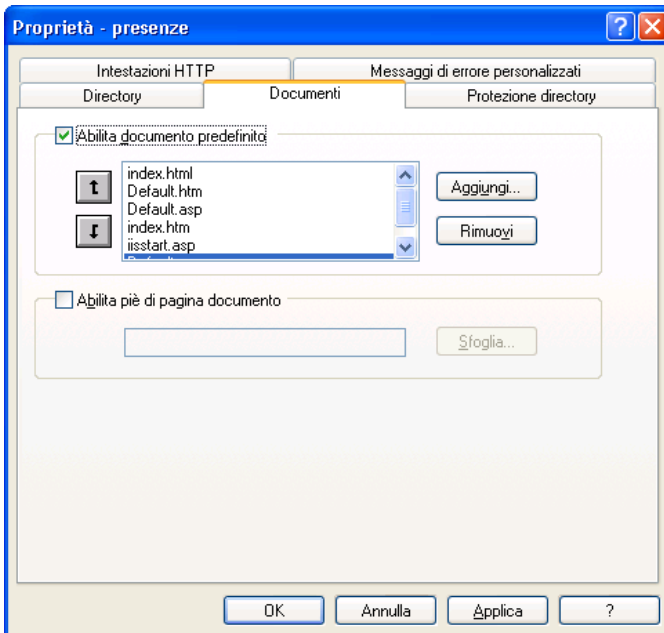 Proprietà - presenze
Intestazioni HTTP
Messaggi di errore personalizzati
Directory
Documenti
Protezione directory
Abilita documento predefinito
index.html
Default.htm
Default.asp
index.htm
iisstart.asp
Aggiungi...
Rimuovi
Abilita piè di pagina documento
Sfoglia...
OK
Annulla
Applica
?